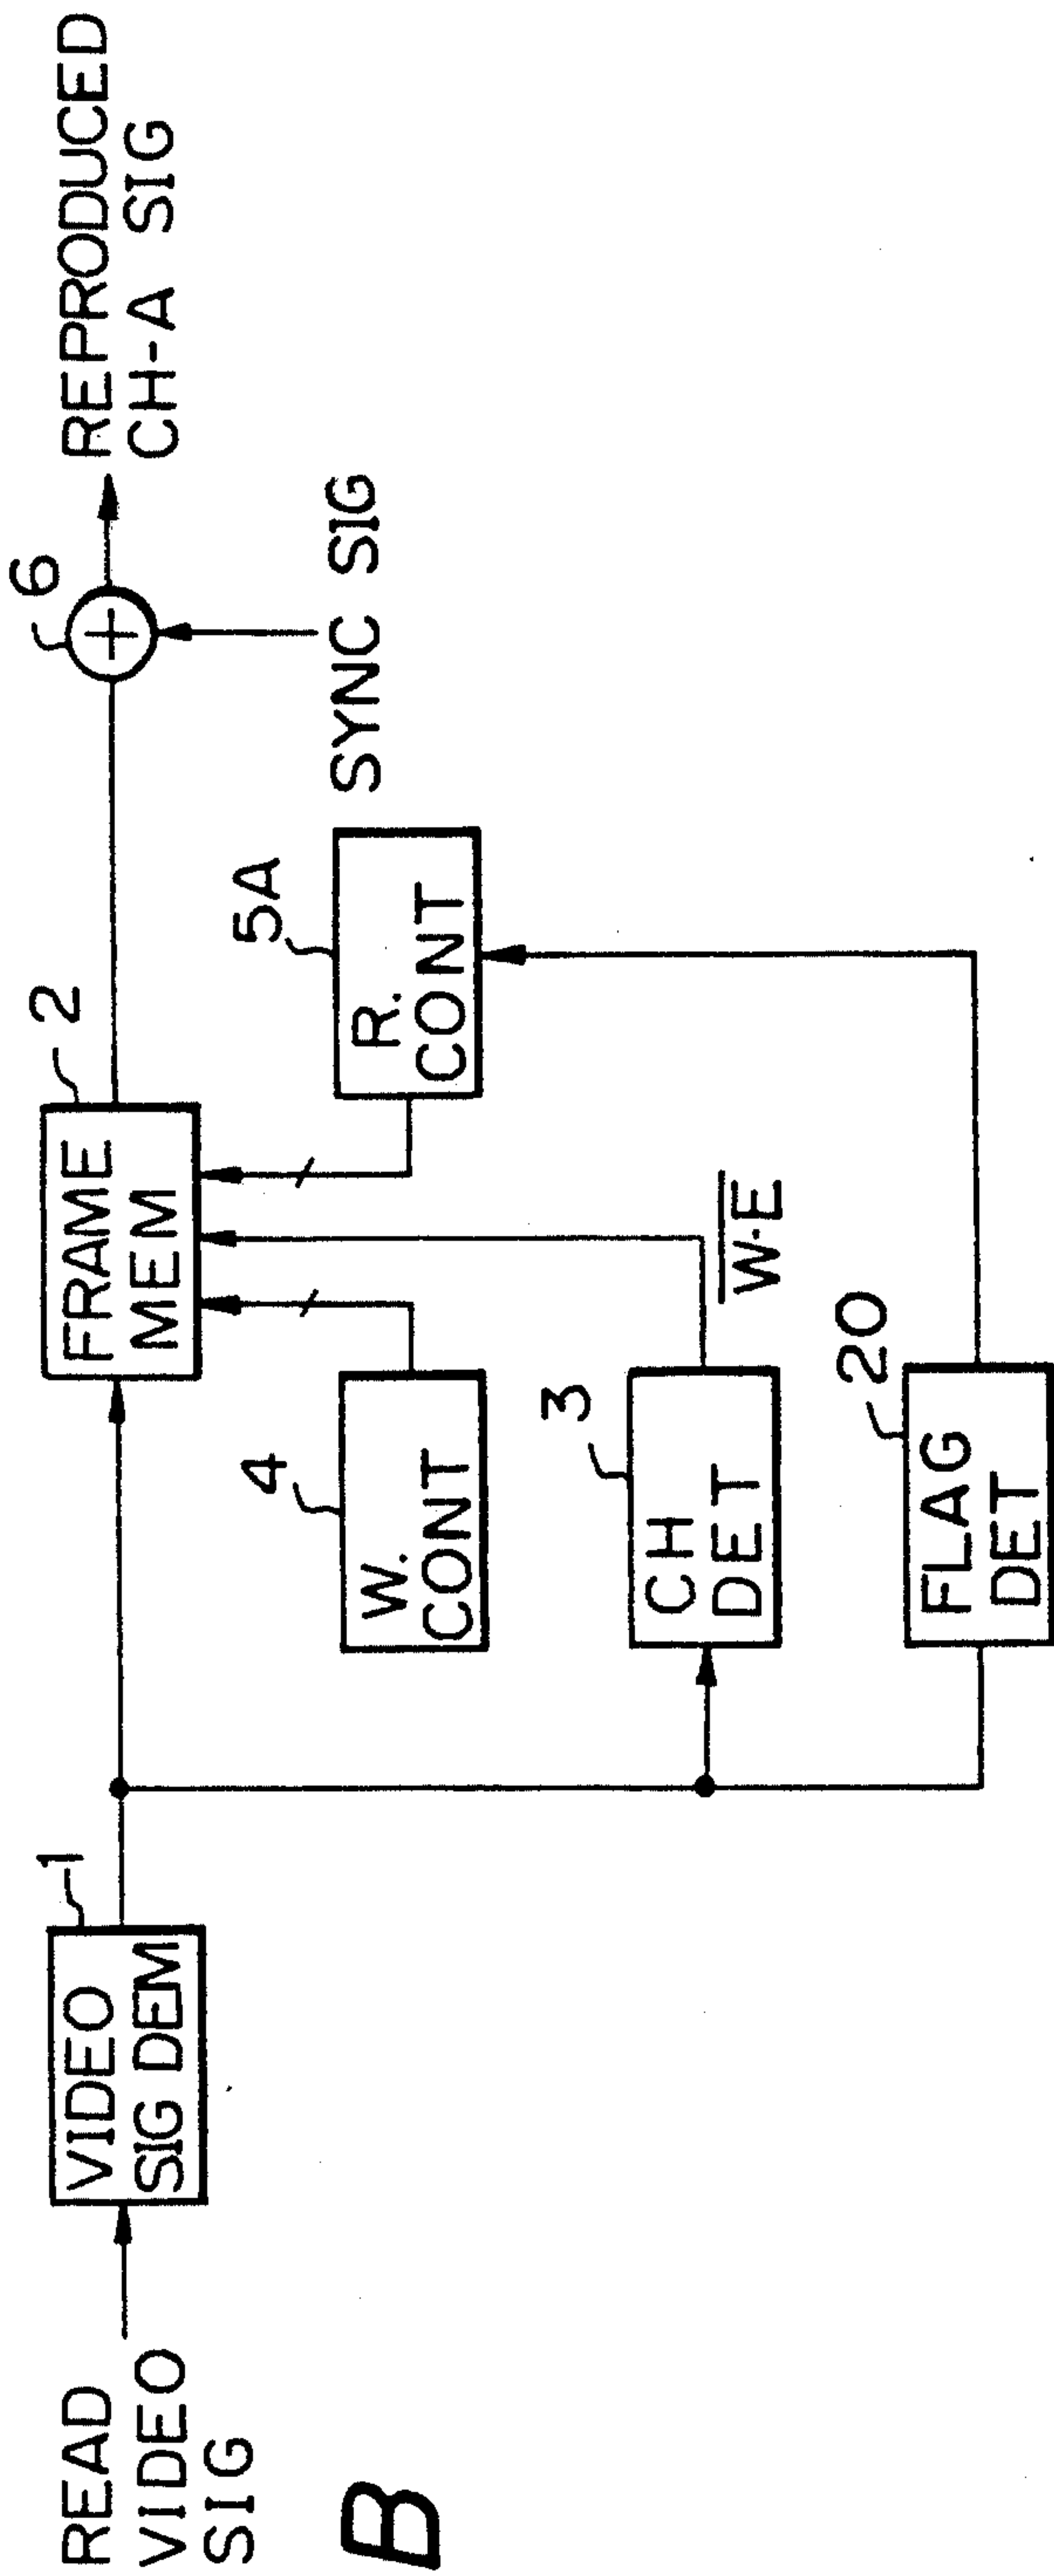 READ
VIDEO
SIG
VIDEO
SIG DEM
1
FRAME
MEM
2
6
REPRODUCED
CH-A SIG
SYNC SIG
W.
CONT
4
R.
CONT
5A
CH
DET
3
W·E
FLAG
DET
20
B